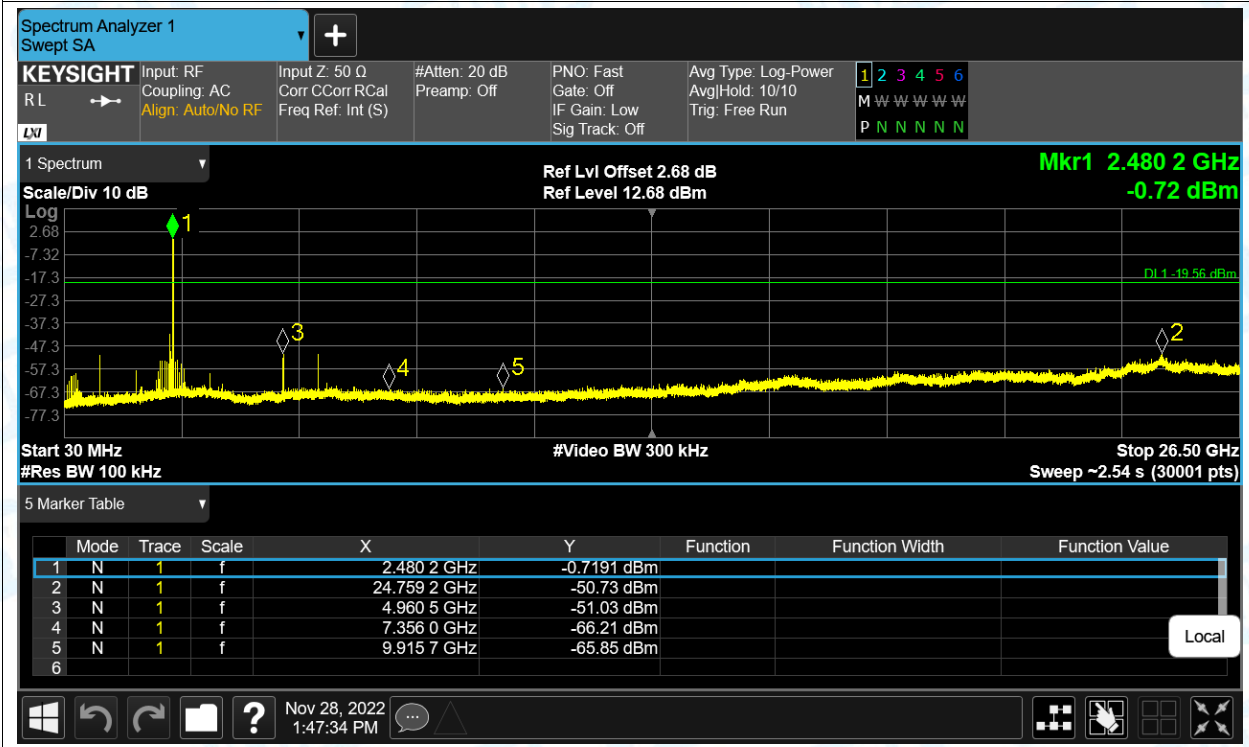 Spectrum Analyzer 1
Swept SA
+
KEYSIGHT Input: RF Input Z: 50 Ω #Atten: 20 dB PNO: Fast Avg Type: Log-Power 1 2 3 4 5 6
R L Coupling: AC Corr CCorr RCal Preamp: Off Gate: Off Avg|Hold: 10/10 M W W W W W
Align: Auto/No RF Freq Ref: Int (S) IF Gain: Low Trig: Free Run
LXI Sig Track: Off P N N N N N
1 Spectrum
Ref Lvl Offset 2.68 dB Mkr1 2.480 2 GHz
Scale/Div 10 dB Ref Level 12.68 dBm -0.72 dBm
Log
2.68
-7.32
-17.3
-27.3
-37.3
-47.3
-57.3
-67.3
-77.3
1
DL1 -19.56 dBm
3
2
4
5
Start 30 MHz #Video BW 300 kHz Stop 26.50 GHz
#Res BW 100 kHz Sweep ~2.54 s (30001 pts)
5 Marker Table
Mode Trace Scale X Y Function Function Width Function Value
1 N 1 f 2.480 2 GHz -0.7191 dBm
2 N 1 f 24.759 2 GHz -50.73 dBm
3 N 1 f 4.960 5 GHz -51.03 dBm
4 N 1 f 7.356 0 GHz -66.21 dBm
5 N 1 f 9.915 7 GHz -65.85 dBm
6
Local
? Nov 28, 2022
1:47:34 PM